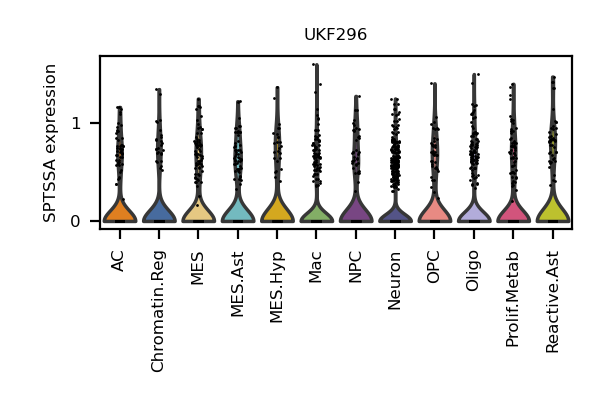 UKF296
SPTSSA expression
1
0
AC
Chromatin.Reg
MES
MES.Ast
MES.Hyp
Mac
NPC
Neuron
OPC
Oligo
Prolif.Metab
Reactive.Ast